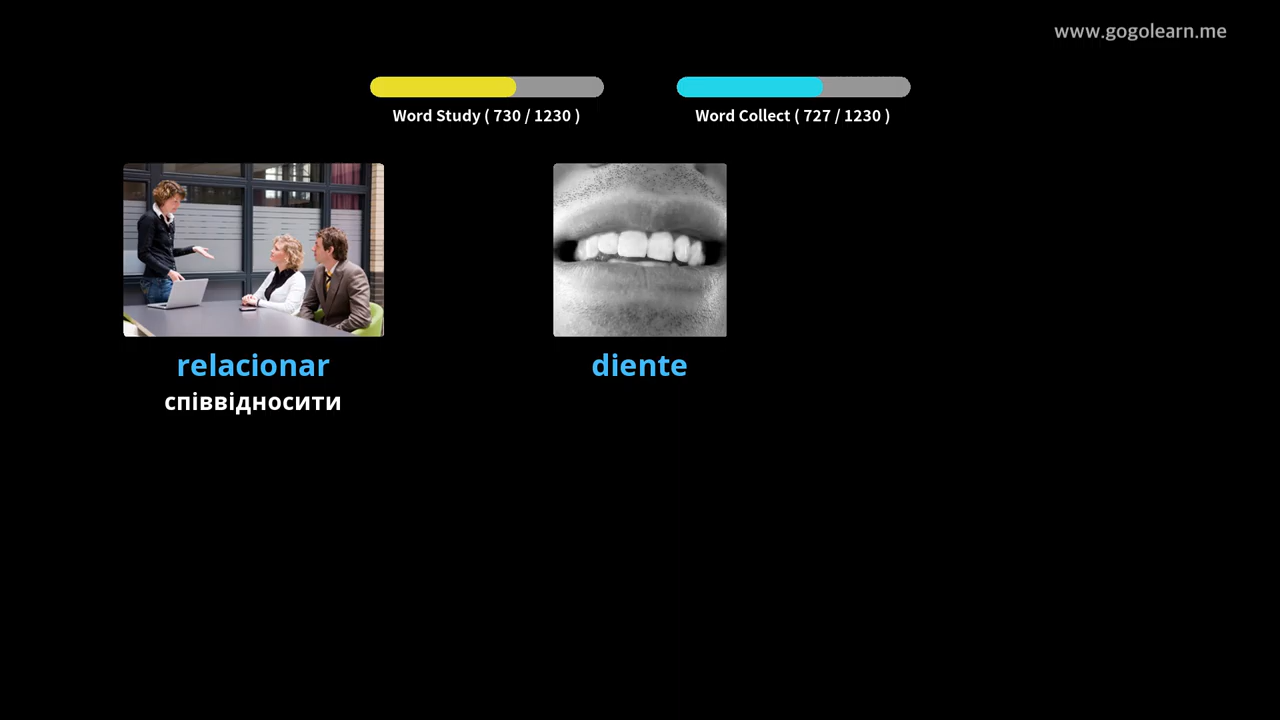 www.gogolearn.me
Word Study ( 730 / 1230 )
Word Collect ( 727 / 1230 )
relacionar
співвідносити
diente